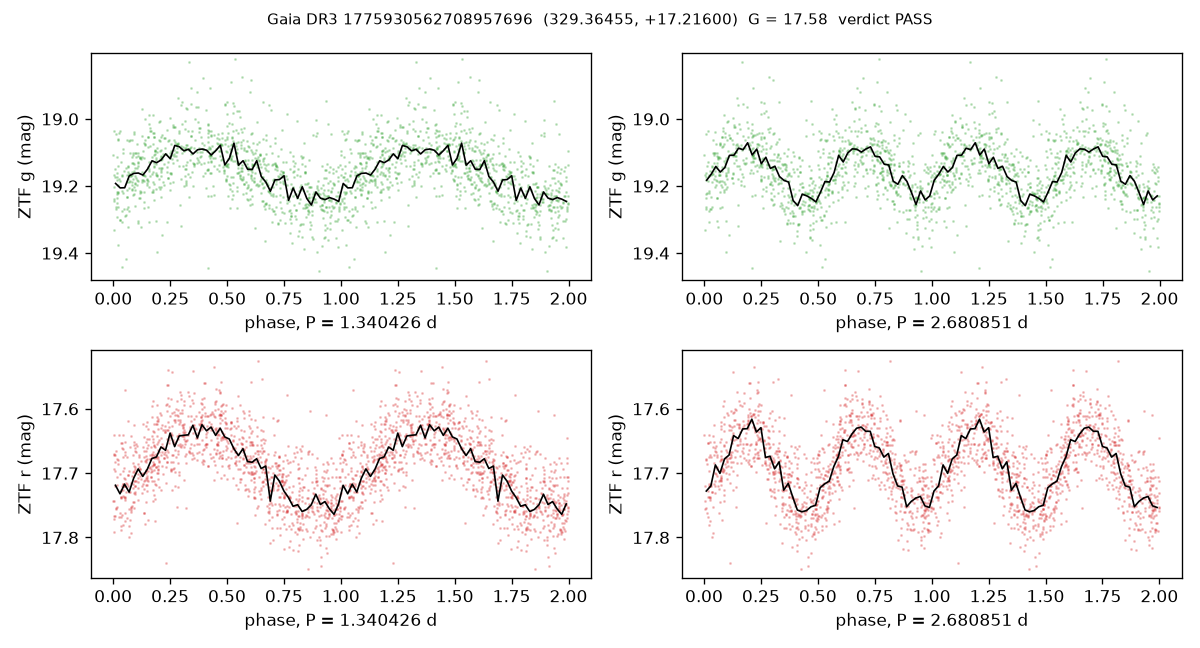 Gaia DR3 1775930562708957696 (329.36455, +17.21600) G = 17.58 verdict PASS
ZTF g (mag)
19.0
19.2
19.4
0.00 0.25 0.50 0.75 1.00 1.25 1.50 1.75 2.00
phase, P = 1.340426 d
ZTF g (mag)
19.0
19.2
19.4
0.00 0.25 0.50 0.75 1.00 1.25 1.50 1.75 2.00
phase, P = 2.680851 d
ZTF r (mag)
17.6
17.7
17.8
0.00 0.25 0.50 0.75 1.00 1.25 1.50 1.75 2.00
phase, P = 1.340426 d
ZTF r (mag)
17.6
17.7
17.8
0.00 0.25 0.50 0.75 1.00 1.25 1.50 1.75 2.00
phase, P = 2.680851 d